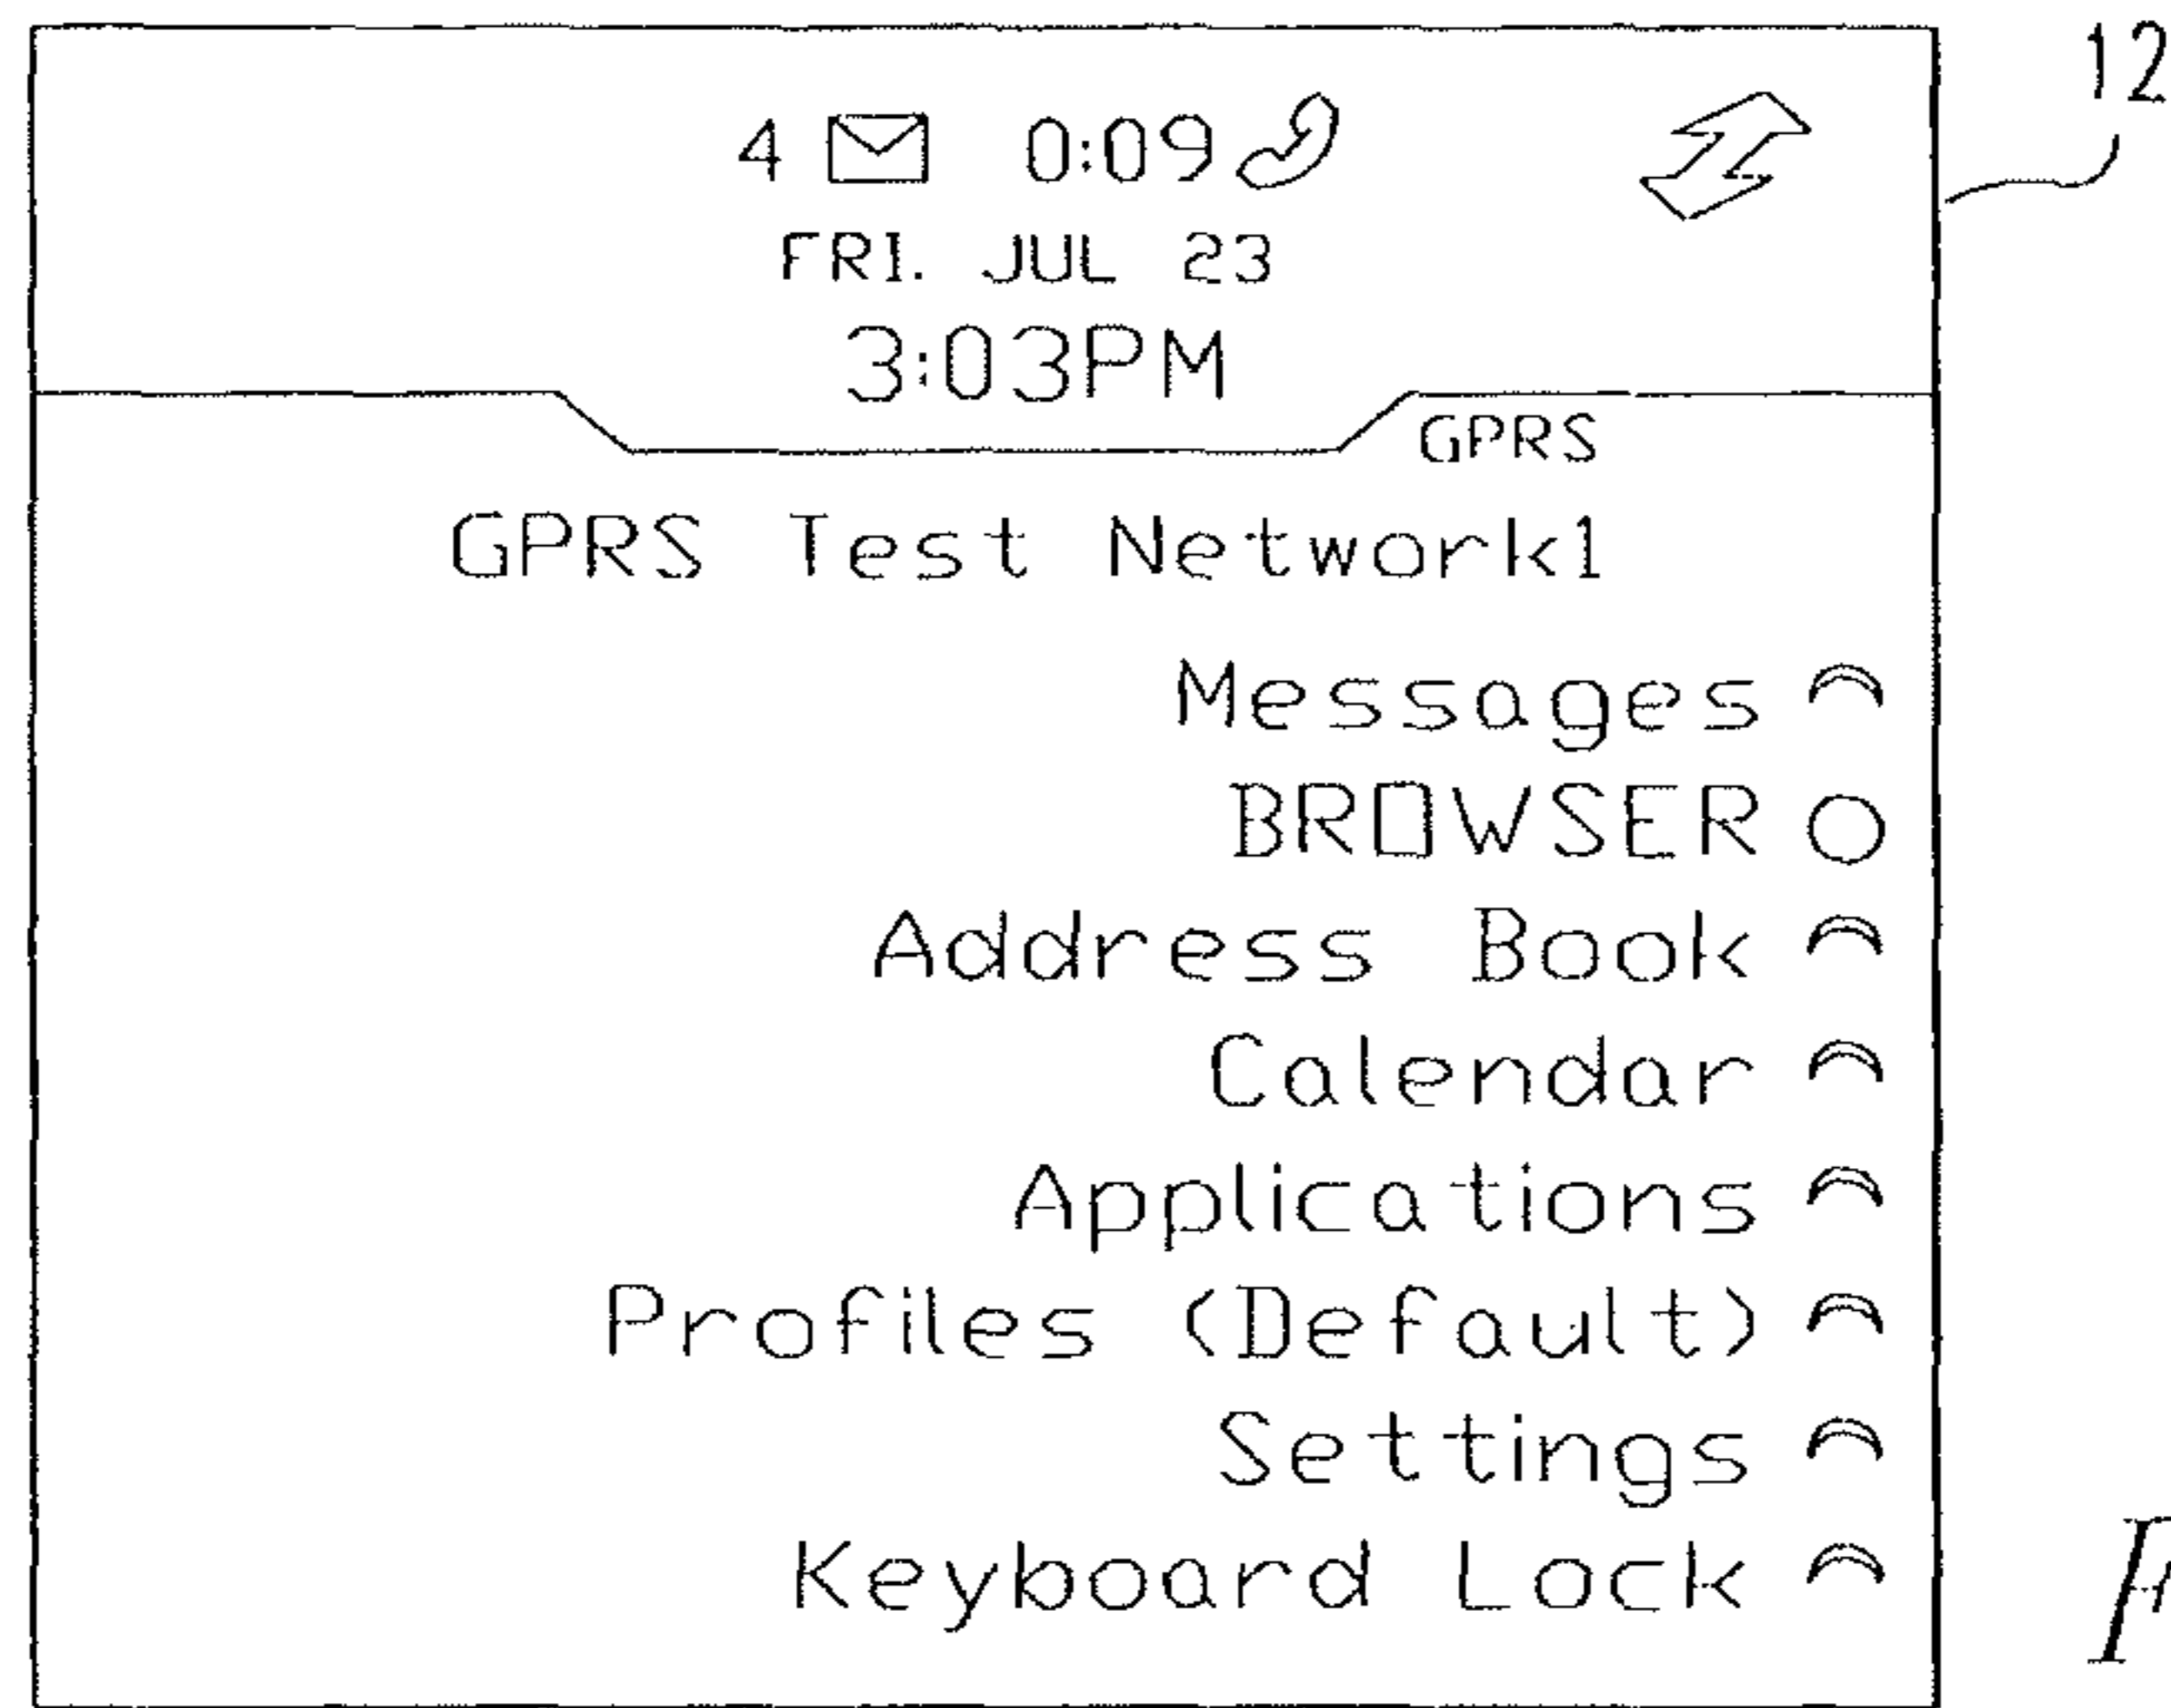 12
4 0:09
FRI. JUL 23
3:03PM
GPRS
GPRS Test Network1
Messages
BROWSER
Address Book
Calendar
Applications
Profiles (Default)
Settings
Keyboard Lock